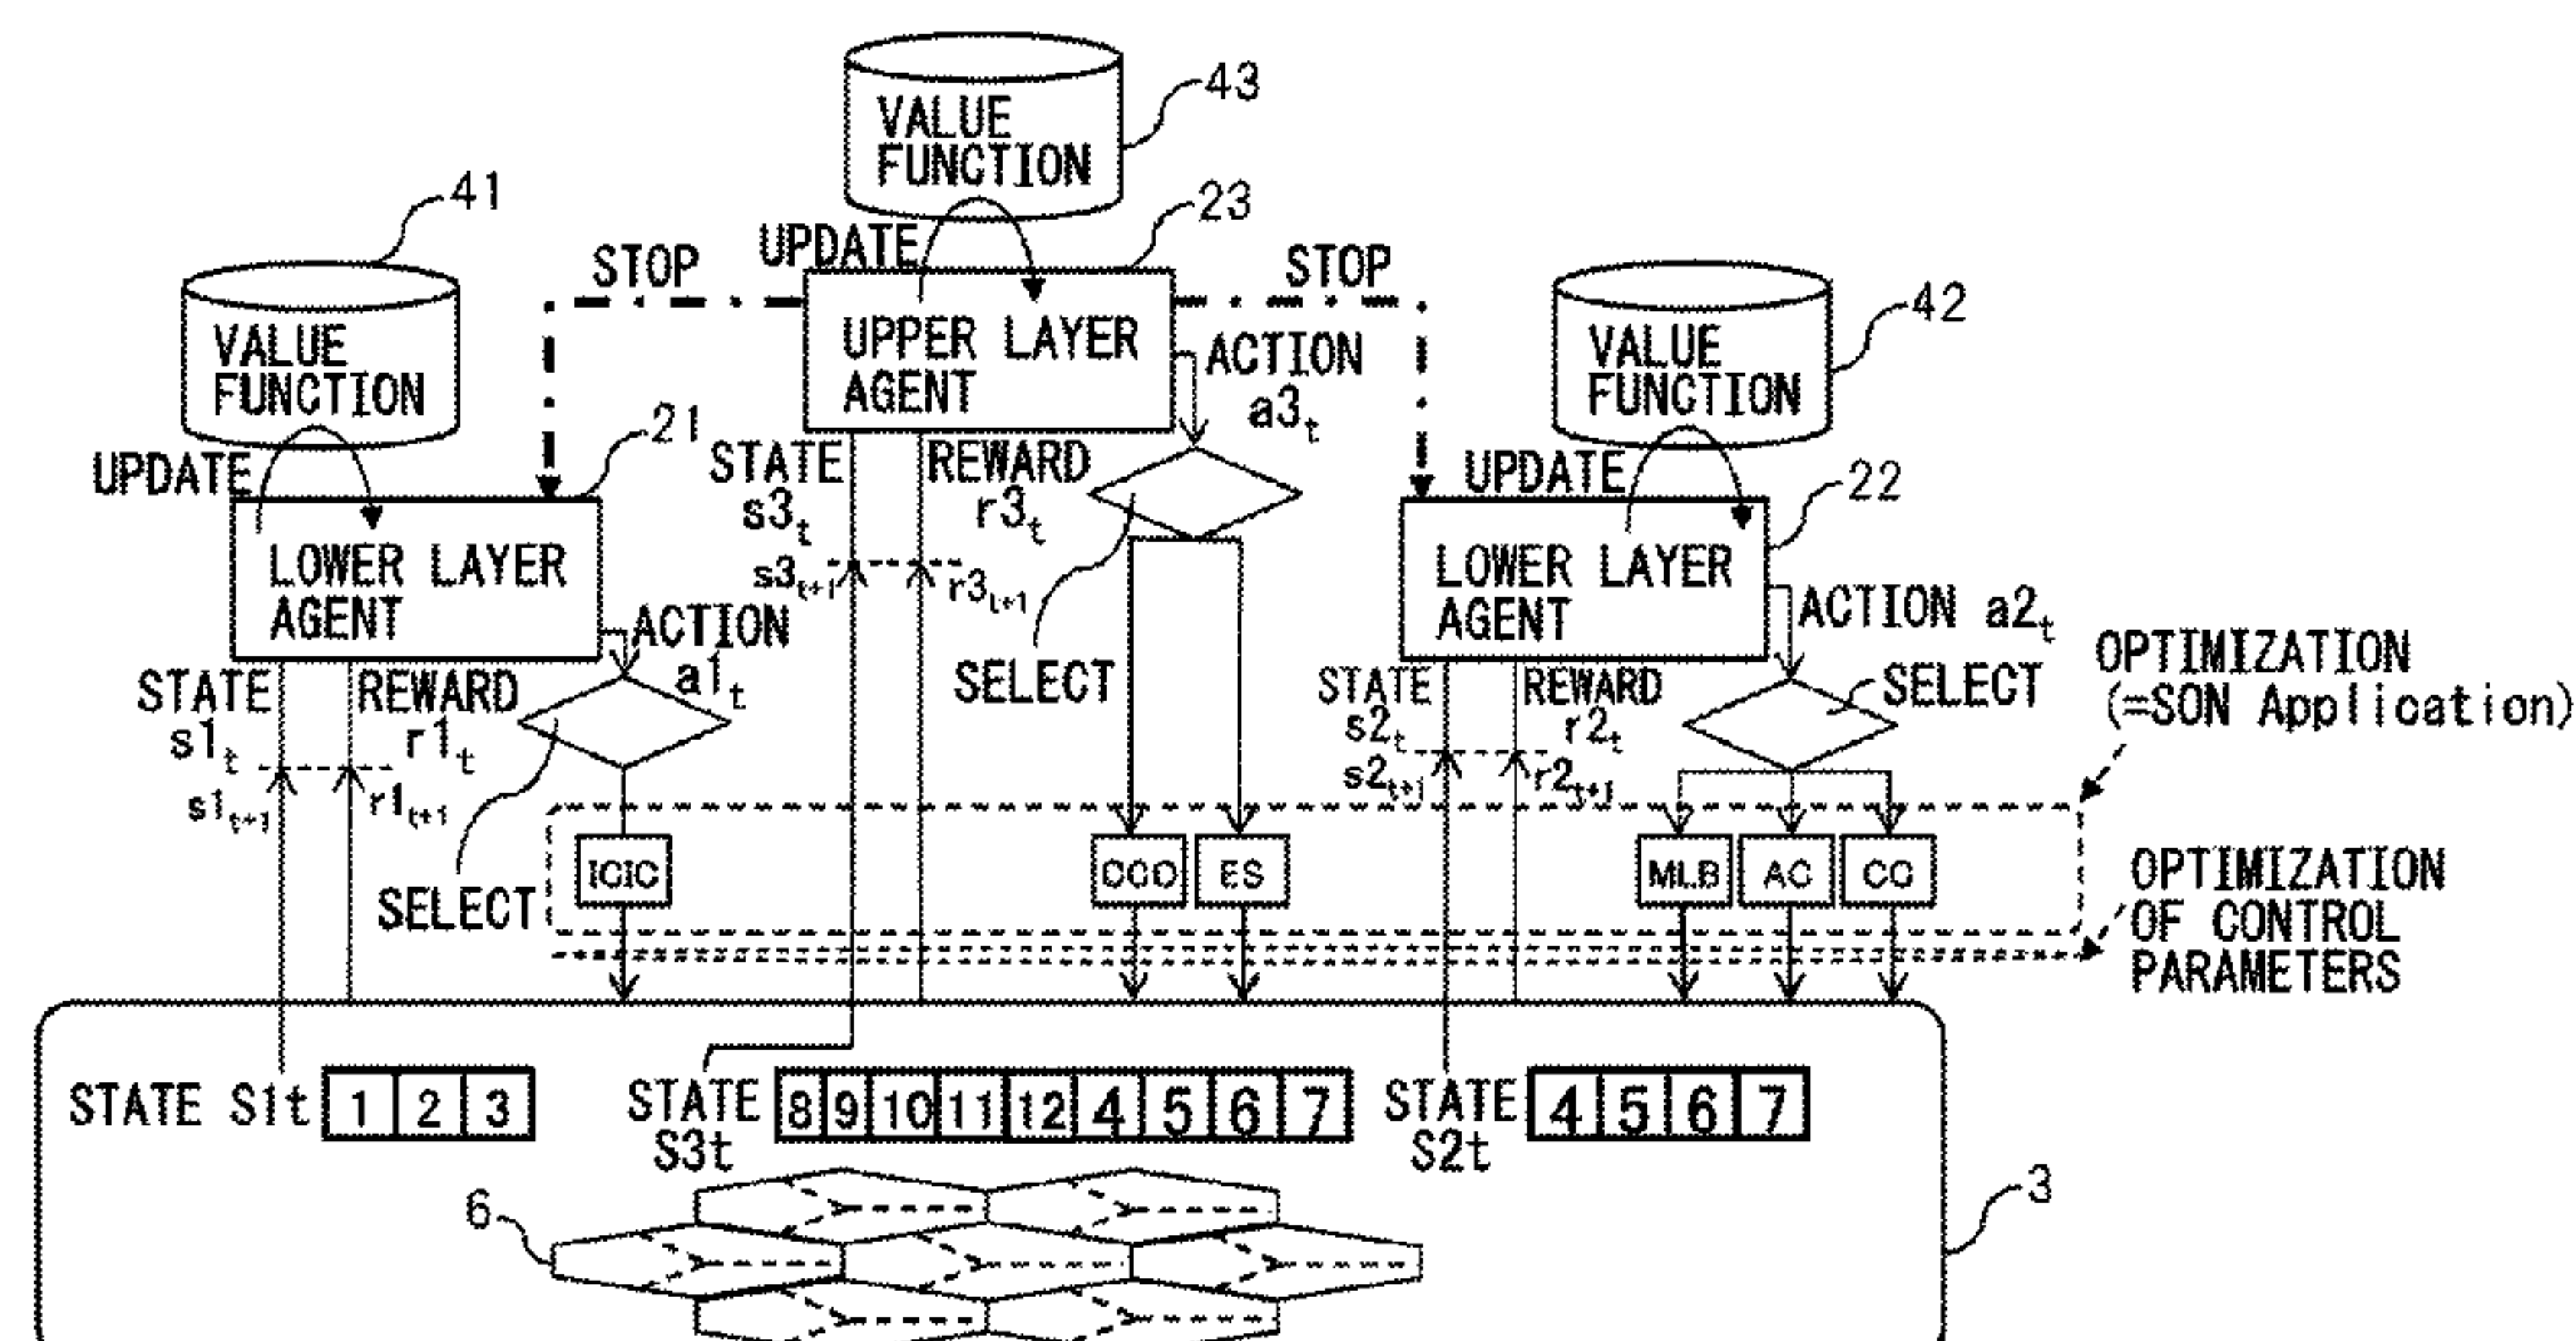 VALUE
FUNCTION
43
41
UPDATE
23
STOP
STOP
VALUE
FUNCTION
UPPER LAYER
AGENT
ACTION
a3t
VALUE
FUNCTION
42
UPDATE
21
STATE
s3t
REWARD
r3t
UPDATE
22
LOWER LAYER
AGENT
s3t+1
r3t+1
LOWER LAYER
AGENT
ACTION
a1t
SELECT
ACTION a2t
OPTIMIZATION
(=SON Application)
STATE
s1t
REWARD
r1t
STATE
s2t
REWARD
r2t
SELECT
s1t+1
r1t+1
s2t+1
r2t+1
SELECT
ICIC
ES
MLB
AC
OPTIMIZATION
OF CONTROL
PARAMETERS
STATE S1t 1 2 3
STATE
S3t
8 9 10 11 12 4 5 6 7
STATE
S2t
4 5 6 7
6
3